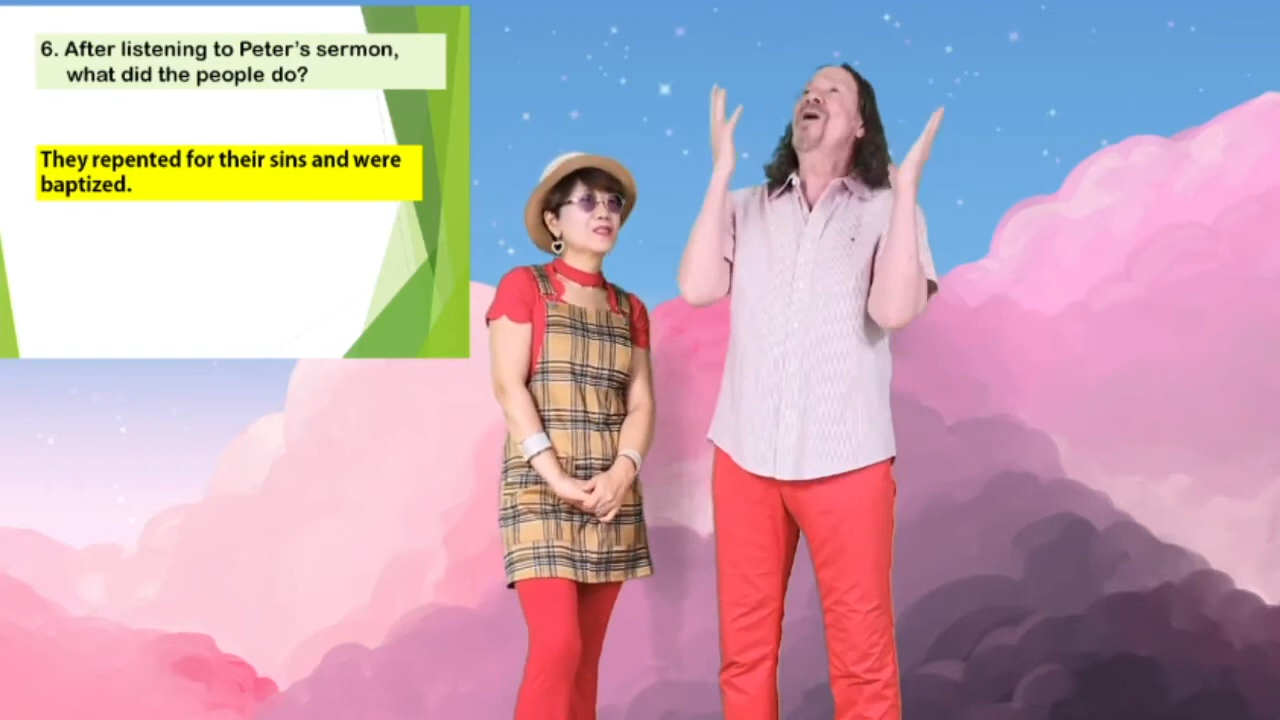 6. After listening to Peter's sermon,
what did the people do?
They repented for their sins and were
baptized.